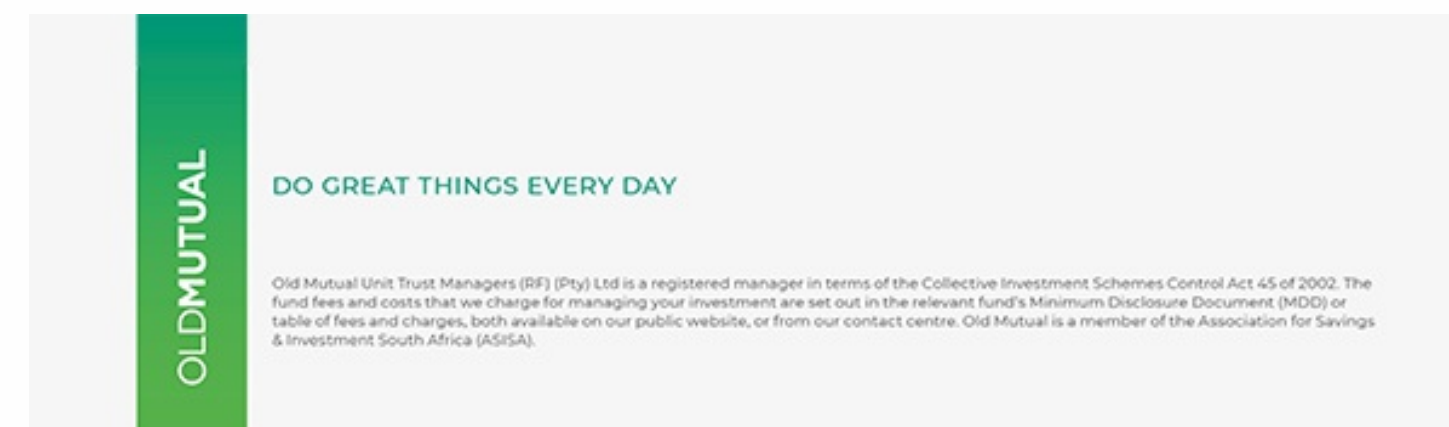 OLDMUTUAL
DO GREAT THINGS EVERY DAY
Old Mutual Unit Trust Managers (RF) (Pty) Ltd is a registered manager in terms of the Collective Investment Schemes Control Act 45 of 2002. The
fund fees and costs that we charge for managing your investment are set out in the relevant fund's Minimum Disclosure Document (MDD) or
table of fees and charges, both available on our public website, or from our contact centre. Old Mutual is a member of the Association for Savings
& Investment South Africa (ASISA).